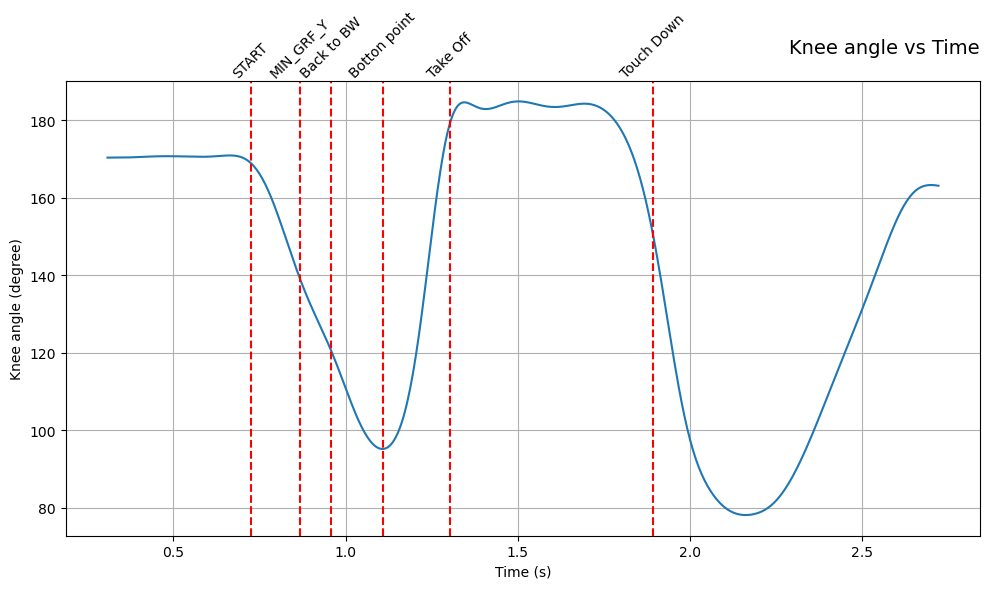 Knee angle vs Time
START
MIN_GRF_Y
Back to BW
Botton point
Take Off
Touch Down
Knee angle (degree)
180
160
140
120
100
80
0.5
1.0
1.5
2.0
2.5
Time (s)